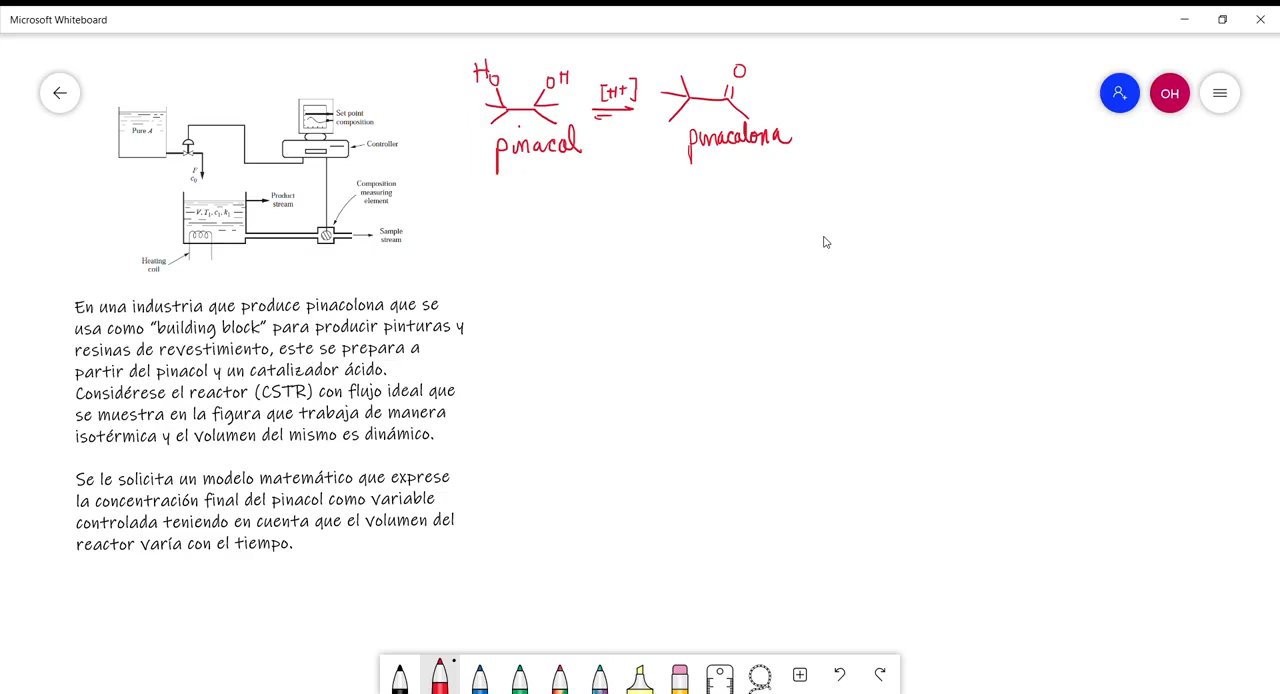 Microsoft Whiteboard
OH
Pure A
Set point
composition
Controller
F
c0
Composition
measuring
element
Product
stream
V, T1, c1, k1
Sample
stream
Heating
coil
HO OH [H+] O
pinacol pinacalona
En una industria que produce pinacolona que se
usa como “building block” para producir pinturas y
resinas de revestimiento, este se prepara a
partir del pinacol y un catalizador ácido.
Considérese el reactor (CSTR) con flujo ideal que
se muestra en la figura que trabaja de manera
isotérmica y el volumen del mismo es dinámico.
Se le solicita un modelo matemático que exprese
la concentración final del pinacol como variable
controlada teniendo en cuenta que el volumen del
reactor varía con el tiempo.